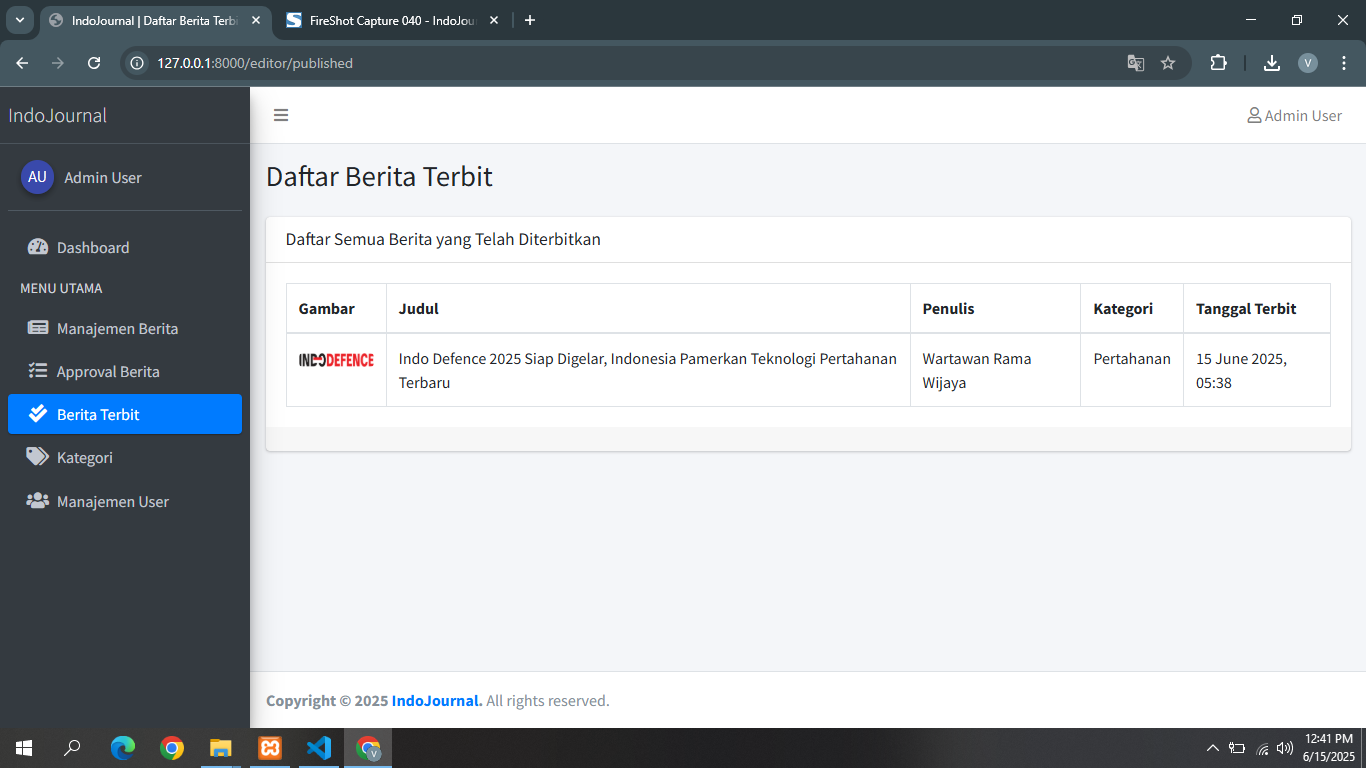 IndoJournal | Daftar Berita Terbi
FireShot Capture 040 - IndoJou
127.0.0.1:8000/editor/published
V
IndoJournal
Admin User
AU
Admin User
Daftar Berita Terbit
Dashboard
Daftar Semua Berita yang Telah Diterbitkan
MENU UTAMA
Manajemen Berita
Approval Berita
Berita Terbit
Kategori
Manajemen User
Gambar Judul Penulis Kategori Tanggal Terbit
INDODEFENCE Indo Defence 2025 Siap Digelar, Indonesia Pamerkan Teknologi Pertahanan Wartawan Rama Pertahanan 15 June 2025,
Terbaru Wijaya 05:38
Copyright © 2025 IndoJournal. All rights reserved.
V
12:41 PM
6/15/2025